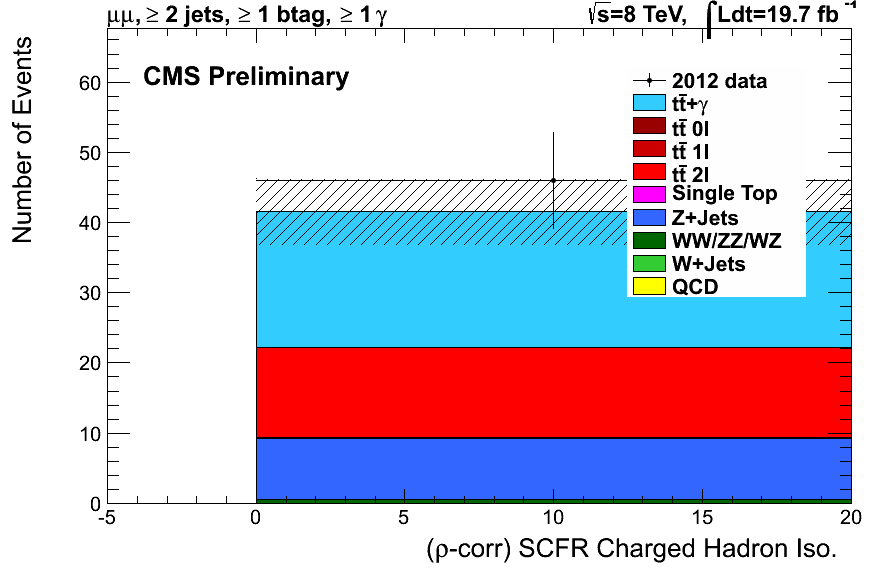 μμ, ≥ 2 jets, ≥ 1 btag, ≥ 1 γ
√s=8 TeV, ∫Ldt=19.7 fb⁻¹
CMS Preliminary
2012 data
tt̄+γ
tt̄ 0l
tt̄ 1l
tt̄ 2l
Single Top
Z+Jets
WW/ZZ/WZ
W+Jets
QCD
Number of Events
60
50
40
30
20
10
0
-5 0 5 10 15 20
(ρ-corr) SCFR Charged Hadron Iso.